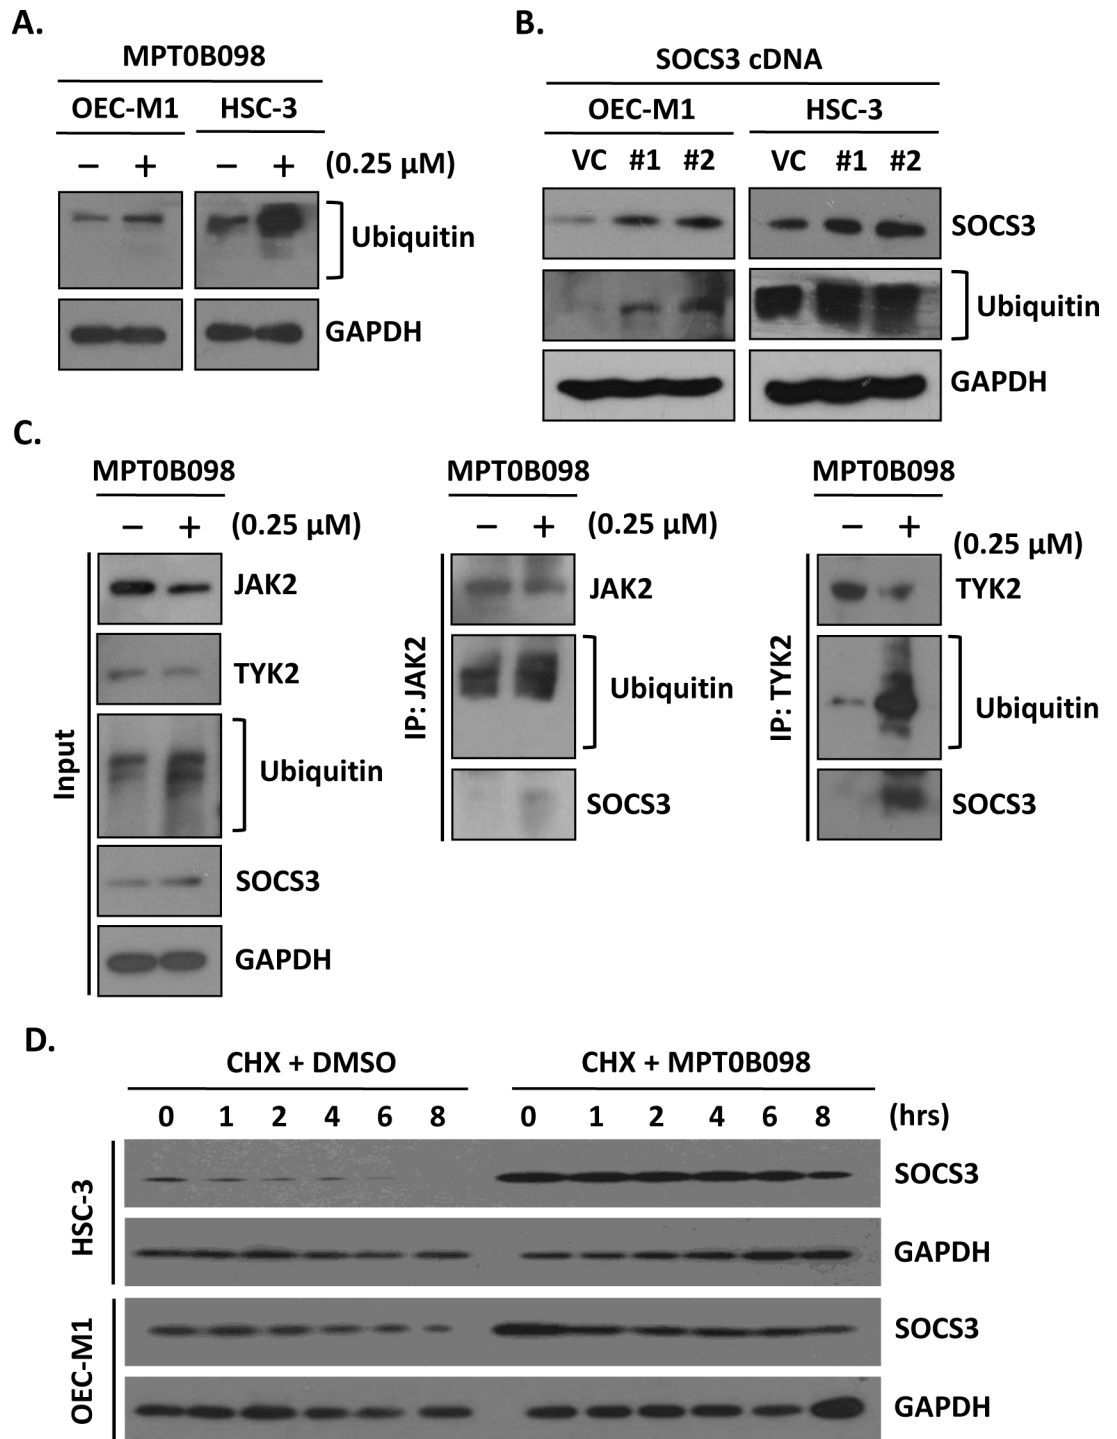 A.
MPT0B098
OEC-M1 HSC-3
– + – + (0.25 µM)
Ubiquitin
GAPDH
B.
SOCS3 cDNA
OEC-M1 HSC-3
VC #1 #2 VC #1 #2
SOCS3
Ubiquitin
GAPDH
C.
MPT0B098
– + (0.25 µM)
Input
JAK2
TYK2
Ubiquitin
SOCS3
GAPDH
MPT0B098
– + (0.25 µM)
IP: JAK2
JAK2
Ubiquitin
SOCS3
MPT0B098
– + (0.25 µM)
IP: TYK2
TYK2
Ubiquitin
SOCS3
D.
CHX + DMSO CHX + MPT0B098
0 1 2 4 6 8 0 1 2 4 6 8 (hrs)
HSC-3
SOCS3
GAPDH
OEC-M1
SOCS3
GAPDH